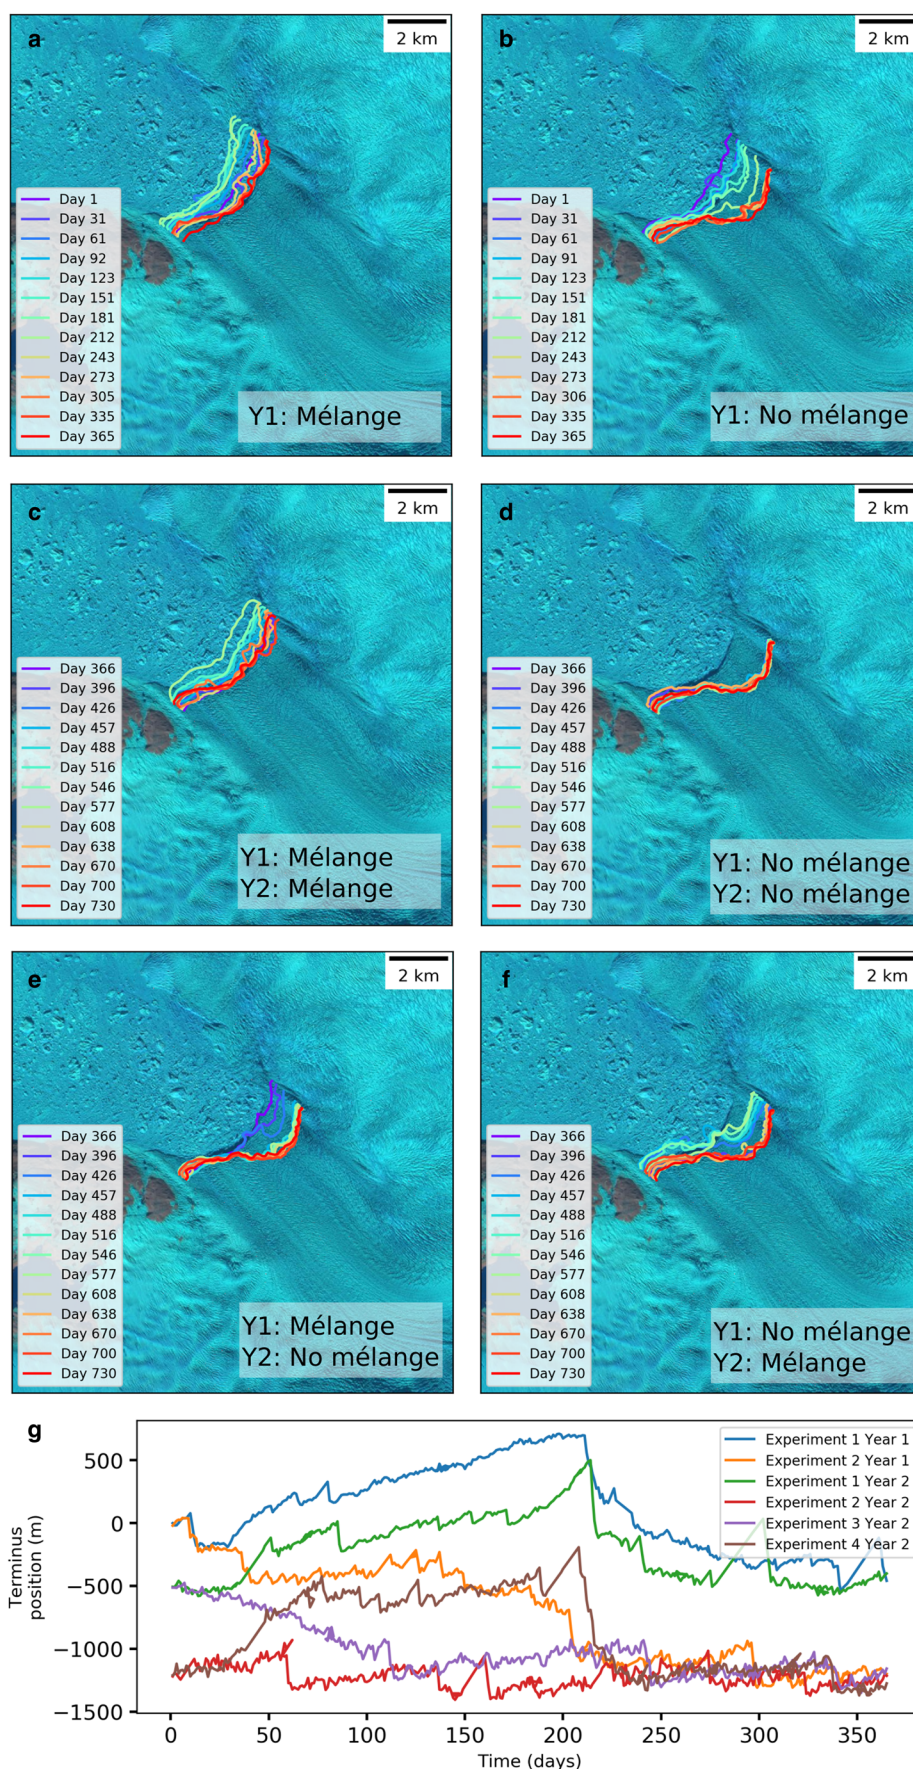 a
2 km
Day 1
Day 31
Day 61
Day 92
Day 123
Day 151
Day 181
Day 212
Day 243
Day 273
Day 305
Day 335
Day 365
Y1: Mélange
b
2 km
Day 1
Day 31
Day 61
Day 91
Day 123
Day 151
Day 181
Day 212
Day 243
Day 273
Day 306
Day 335
Day 365
Y1: No mélange
c
2 km
Day 366
Day 396
Day 426
Day 457
Day 488
Day 516
Day 546
Day 577
Day 608
Day 638
Day 670
Day 700
Day 730
Y1: Mélange
Y2: Mélange
d
2 km
Day 366
Day 396
Day 426
Day 457
Day 488
Day 516
Day 546
Day 577
Day 608
Day 638
Day 670
Day 700
Day 730
Y1: No mélange
Y2: No mélange
e
2 km
Day 366
Day 396
Day 426
Day 457
Day 488
Day 516
Day 546
Day 577
Day 608
Day 638
Day 670
Day 700
Day 730
Y1: Mélange
Y2: No mélange
f
2 km
Day 366
Day 396
Day 426
Day 457
Day 488
Day 516
Day 546
Day 577
Day 608
Day 638
Day 670
Day 700
Day 730
Y1: No mélange
Y2: Mélange
g
Terminus
position (m)
500
0
−500
−1000
−1500
Experiment 1 Year 1
Experiment 2 Year 1
Experiment 1 Year 2
Experiment 2 Year 2
Experiment 3 Year 2
Experiment 4 Year 2
0
50
100
150
200
250
300
350
Time (days)